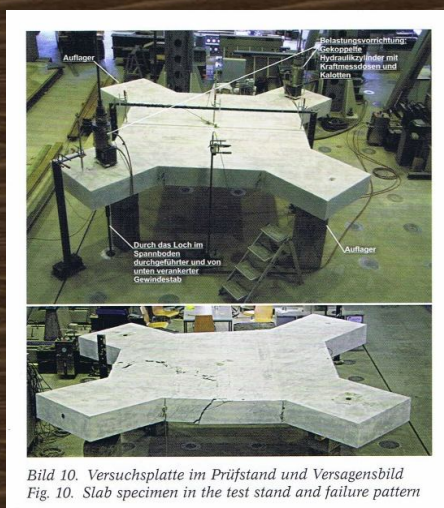 Auflager
Belastungsvorrichtung:
Gekoppelte
Hydraulikzylinder mit
Kraftmessdosen und
Kalotten
Durch das Loch im
Spannboden
durchgeführter und von
unten verankerter
Gewindestab
Auflager
Bild 10. Versuchsplatte im Prüfstand und Versagensbild
Fig. 10. Slab specimen in the test stand and failure pattern